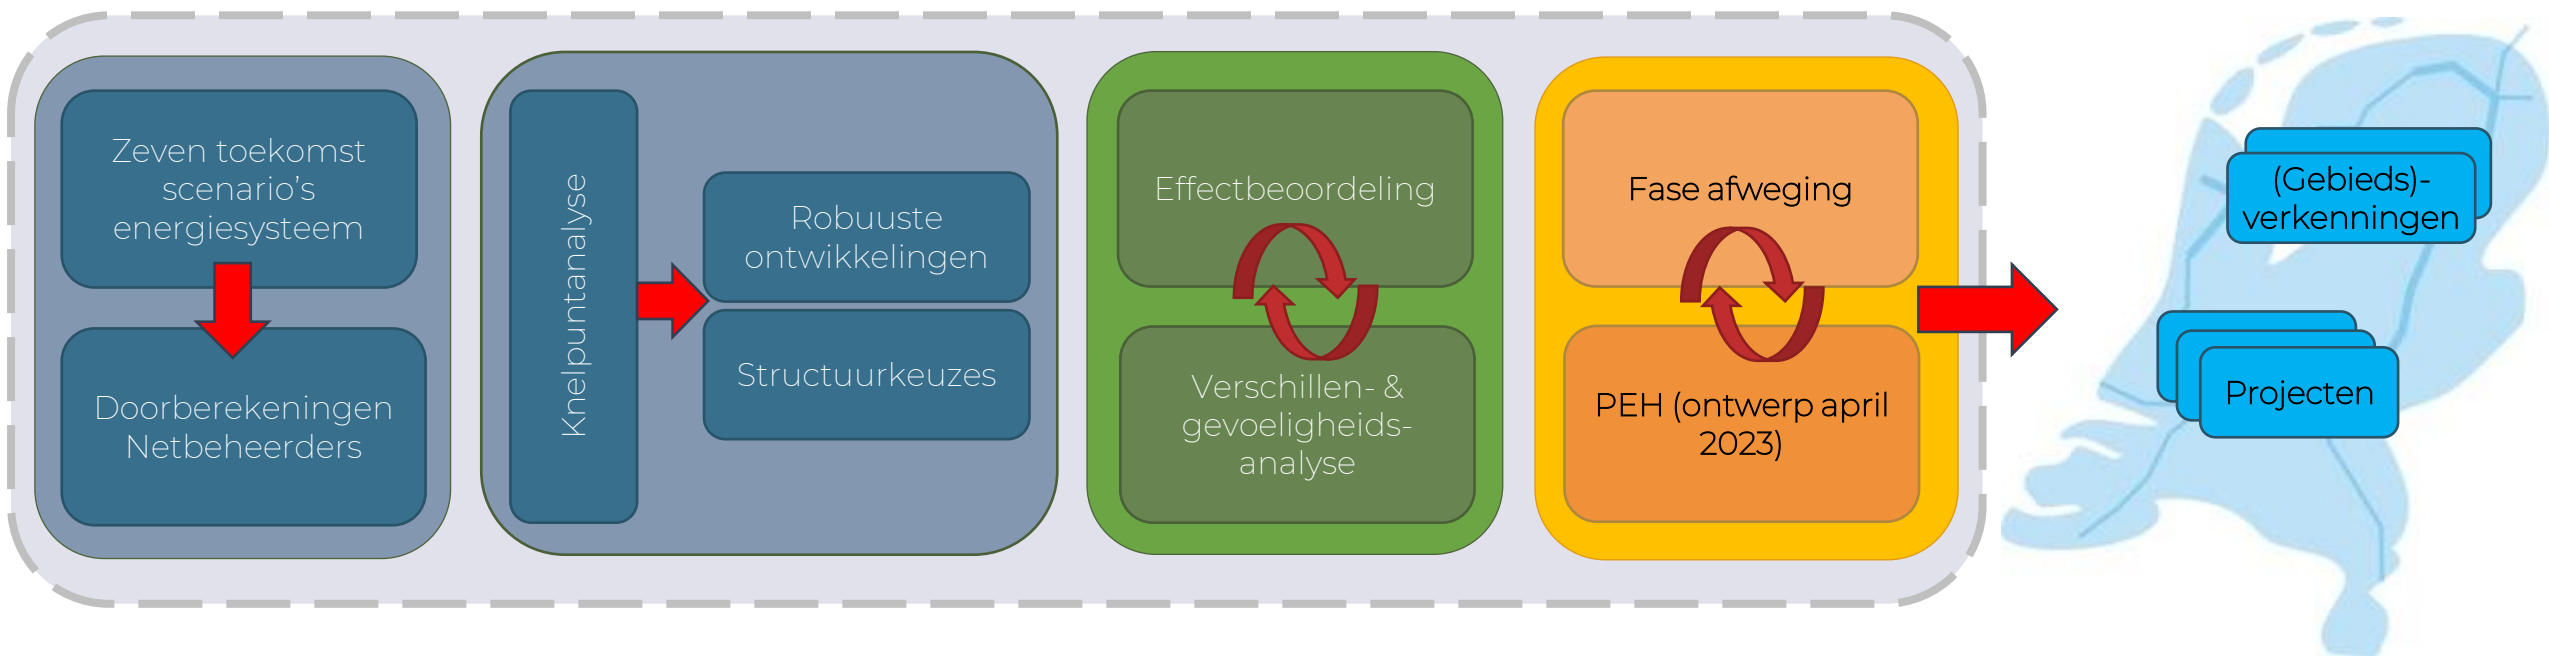 Zeven toekomst
scenario's
energiesysteem
Doorberekeningen
Netbeheerders
Knelpuntanalyse
Robuuste
ontwikkelingen
Structuurkeuzes
Effectbeoordeling
Verschillen- &
gevoeligheids-
analyse
Fase afweging
PEH (ontwerp april
2023)
(Gebieds)-
verkenningen
Projecten